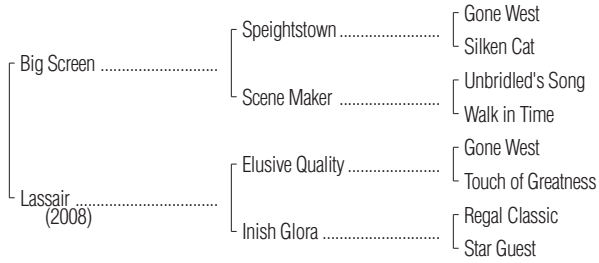 Gone West
Speightstown ....................
Silken Cat
Big Screen ........................
Unbridled's Song
Scene Maker ....................
Walk in Time
Gone West
Elusive Quality ..................
Touch of Greatness
Lassair .............................
(2008)
Regal Classic
Inish Glora ........................
Star Guest